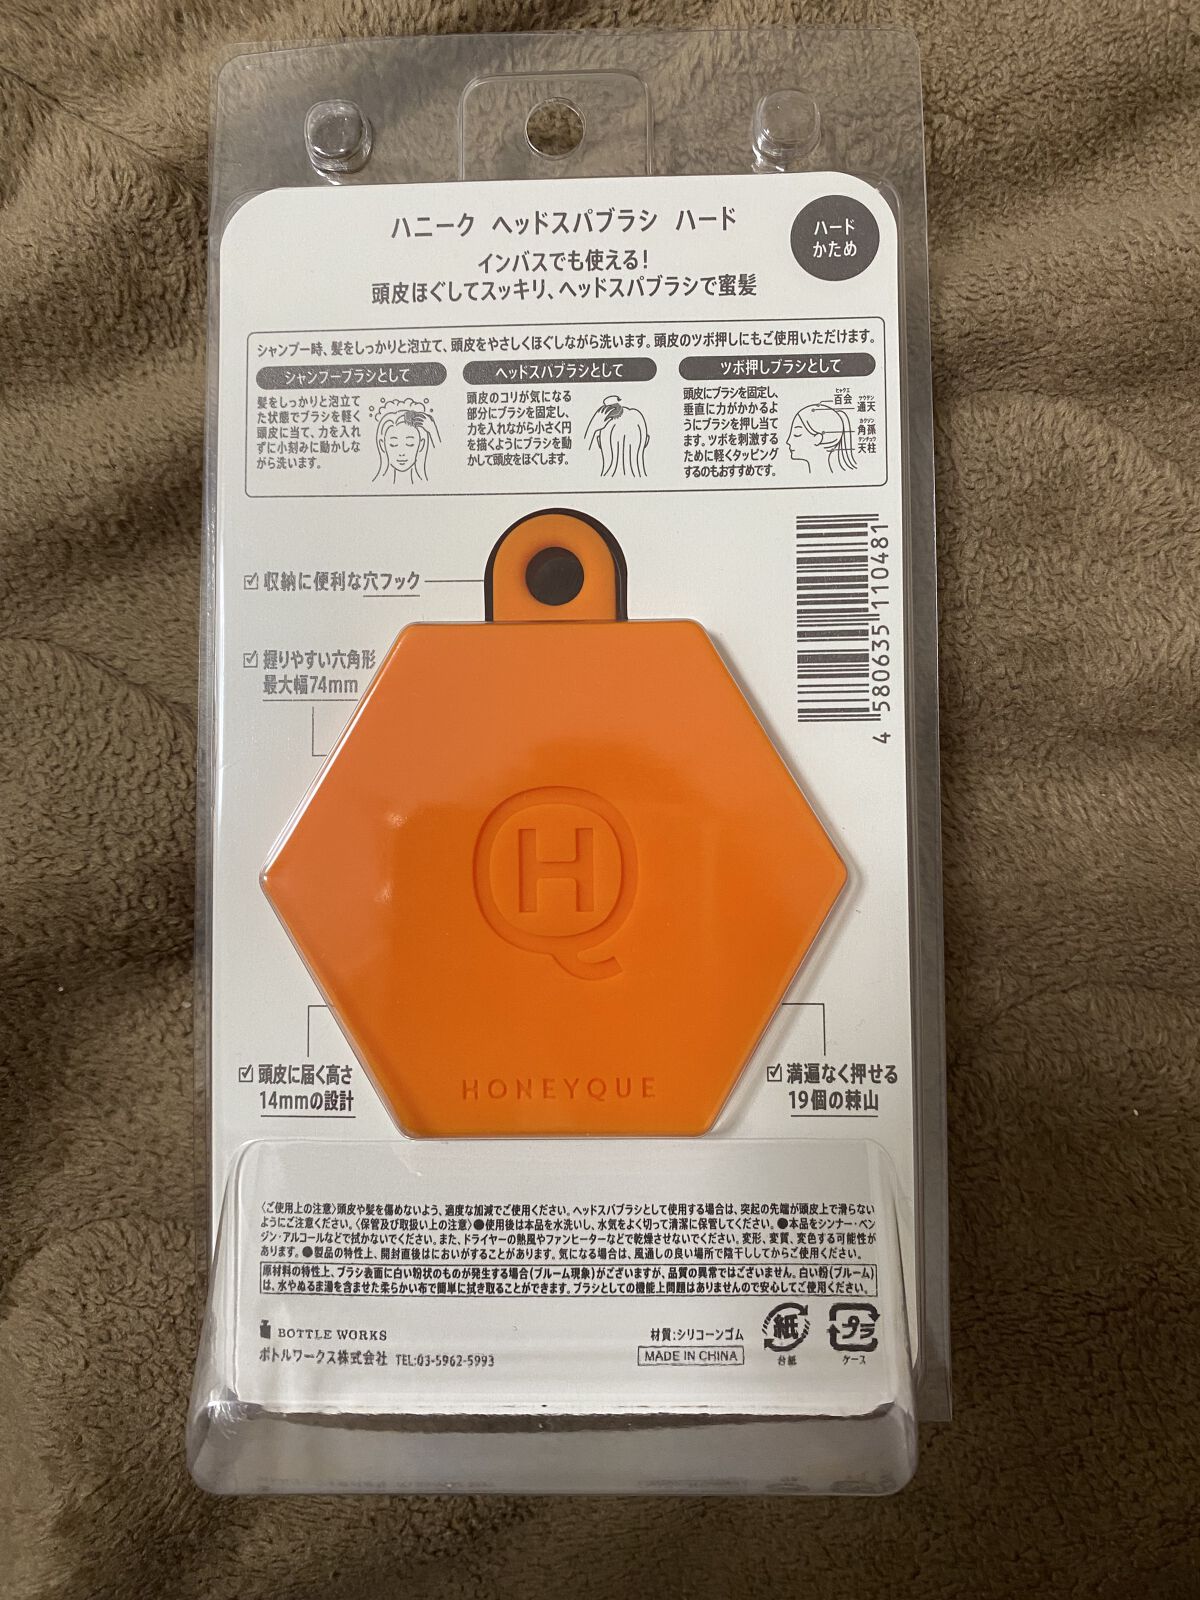 ハニーク ヘッドスパブラシ ハード
ハード
かため
インバスでも使える!
頭皮ほぐしてスッキリ、ヘッドスパブラシで蜜髪
シャンプー時、髪をしっかりと泡立て、頭皮をやさしくほぐしながら洗います。頭皮のツボ押しにもご使用いただけます。
シャンプーブラシとして
髪をしっかりと泡立て
た状態でブラシを軽く
頭皮に当て、力を入れ
ずに小刻みに動かしな
がら洗います。
ヘッドスパブラシとして
頭皮のコリが気になる
部分にブラシを固定し、
力を入れながら小さく円
を描くようにブラシを動
かして頭皮をほぐします。
ツボ押しブラシとして
頭皮にブラシを固定し、
垂直に力がかかるよ
うにブラシを押し当て
ます。ツボを刺激する
ために軽くタッピング
するのもおすすめです。
ヒャクエ
百会
ツウテン
通天
カクソン
角孫
テンチュウ
天柱
収納に便利な穴フック
握りやすい六角形
最大幅74mm
4 580635 110481
HQ
HONEYQUE
頭皮に届く高さ
14mmの設計
満遍なく押せる
19個の棘山
〈ご使用上の注意〉頭皮や髪を傷めないよう、適度な加減でご使用ください。ヘッドスパブラシとして使用する場合は、突起の先端が頭皮上で滑らない
ようにご注意ください。〈保管及び取扱い上の注意〉●使用後は本品を水洗いし、水気をよく切って清潔に保管してください。●本品をシンナー・ベン
ジン・アルコールなどで拭かないでください。また、ドライヤーの熱風やファンヒーターなどで乾燥させないでください。変形、変質、変色する可能性が
あります。●製品の特性上、開封直後はにおいがすることがあります。気になる場合は、風通しの良い場所で陰干ししてからご使用ください。
原材料の特性上、ブラシ表面に白い粉状のものが発生する場合(ブルーム現象)がございますが、品質の異常ではございません。白い粉(ブルーム)
は、水やぬるま湯を含ませた柔らかい布で簡単に拭き取ることができます。ブラシとしての機能上問題はありませんので安心してご使用ください。
BOTTLE WORKS
ボトルワークス株式会社 TEL:03-5962-5993
材質:シリコーンゴム
MADE IN CHINA
紙
台紙
プラ
ケース